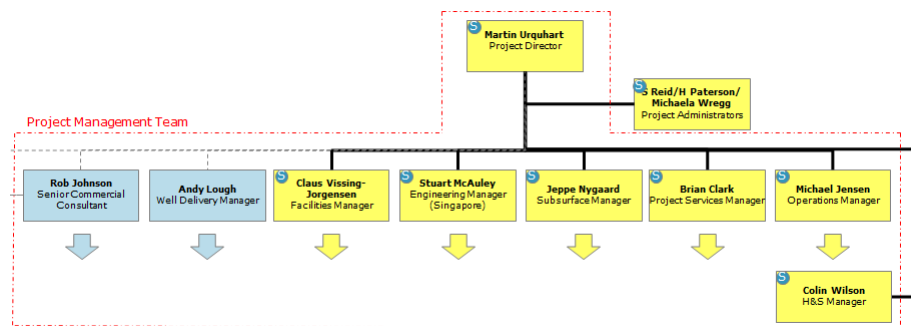 S
Martin Urquhart
Project Director
S
S Reid/H Paterson/
Michaela Wregg
Project Administrators
Project Management Team
Rob Johnson
Senior Commercial
Consultant
Andy Lough
Well Delivery Manager
S
Claus Vissing-
Jorgensen
Facilities Manager
S
Stuart McAuley
Engineering Manager
(Singapore)
S
Jeppe Nygaard
Subsurface Manager
S
Brian Clark
Project Services Manager
S
Michael Jensen
Operations Manager
S
Colin Wilson
H&S Manager